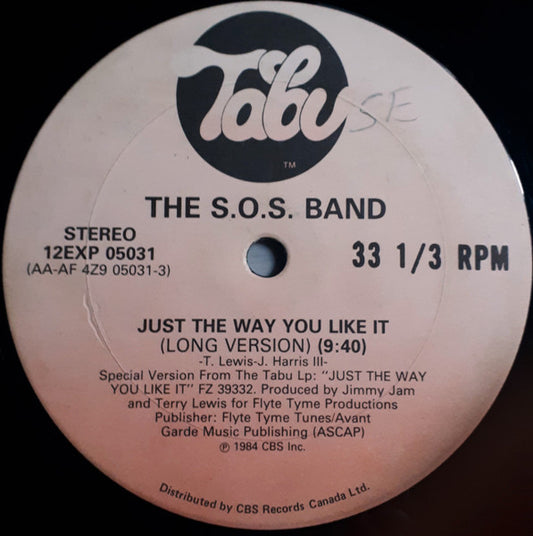 Tabu
SE
TM
THE S.O.S. BAND
STEREO
12EXP 05031
(AA-AF 4Z9 05031-3)
33 1/3 RPM
JUST THE WAY YOU LIKE IT
(LONG VERSION) (9:40)
-T. Lewis-J. Harris III-
Special Version From The Tabu Lp: "JUST THE WAY
YOU LIKE IT" FZ 39332. Produced by Jimmy Jam
and Terry Lewis for Flyte Tyme Productions
Publisher: Flyte Tyme Tunes/Avant
Garde Music Publishing (ASCAP)
℗ 1984 CBS Inc.
Distributed by CBS Records Canada Ltd.